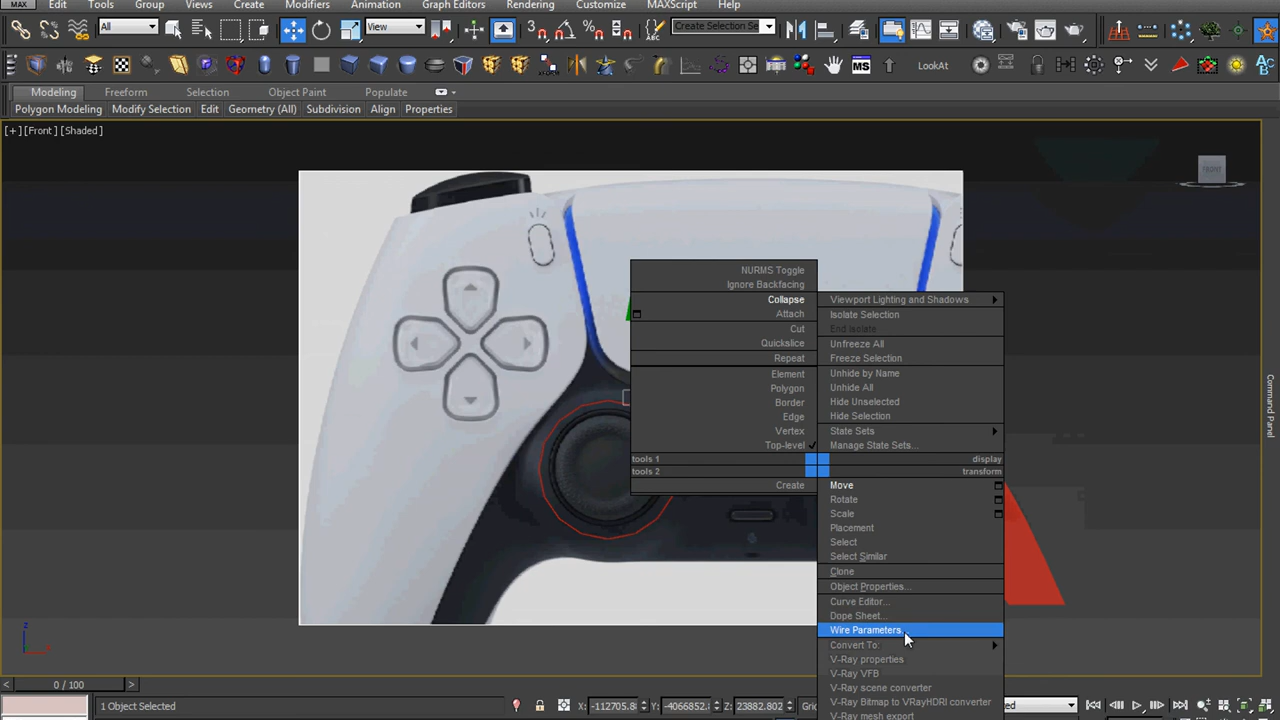 MAX Edit Tools Group Views Create Modifiers Animation Graph Editors Rendering Customize MAXScript Help
All View Create Selection Se
MS LookAt
Modeling Freeform Selection Object Paint Populate
Polygon Modeling Modify Selection Edit Geometry (All) Subdivision Align Properties
[+] [Front] [Shaded]
NURMS Toggle
Ignore Backfacing
Collapse
Attach
Cut
Quickslice
Repeat
Element
Polygon
Border
Edge
Vertex
Top-level
tools 1
tools 2
Create
Viewport Lighting and Shadows
Isolate Selection
End Isolate
Unfreeze All
Freeze Selection
Unhide by Name
Unhide All
Hide Unselected
Hide Selection
State Sets
Manage State Sets...
display
transform
Move
Rotate
Scale
Placement
Select
Select Similar
Clone
Object Properties...
Curve Editor...
Dope Sheet...
Wire Parameters...
Convert To:
V-Ray properties
V-Ray VFB
V-Ray scene converter
V-Ray Bitmap to VRayHDRI converter
V-Ray mesh export
Command Panel
z
< 0 / 100 >
1 Object Selected X: -112705.8 Y: -4066852. Z: 23882.802 Grid